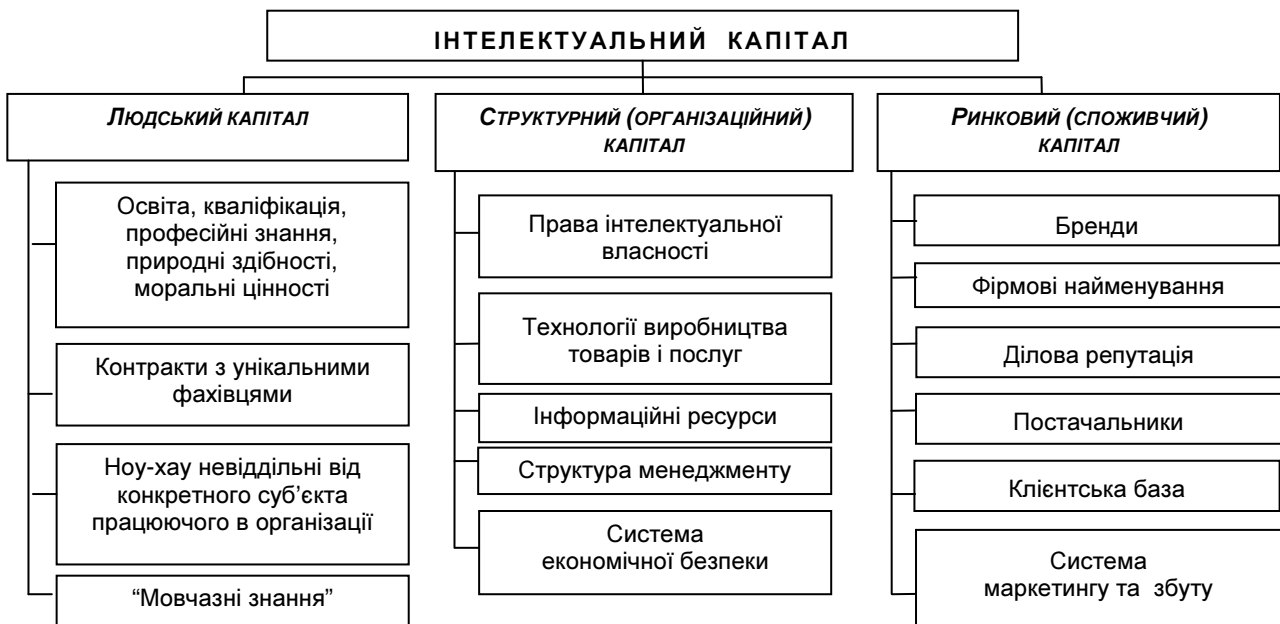 ІНТЕЛЕКТУАЛЬНИЙ КАПІТАЛ
ЛЮДСЬКИЙ КАПІТАЛ
Освіта, кваліфікація,
професійні знання,
природні здібності,
моральні цінності
Контракти з унікальними
фахівцями
Ноу-хау невіддільні від
конкретного суб’єкта
працюючого в організації
“Мовчазні знання”
СТРУКТУРНИЙ (ОРГАНІЗАЦІЙНИЙ)
КАПІТАЛ
Права інтелектуальної
власності
Технології виробництва
товарів і послуг
Інформаційні ресурси
Структура менеджменту
Система
економічної безпеки
РИНКОВИЙ (СПОЖИВЧИЙ)
КАПІТАЛ
Бренди
Фірмові найменування
Ділова репутація
Постачальники
Клієнтська база
Система
маркетингу та збуту